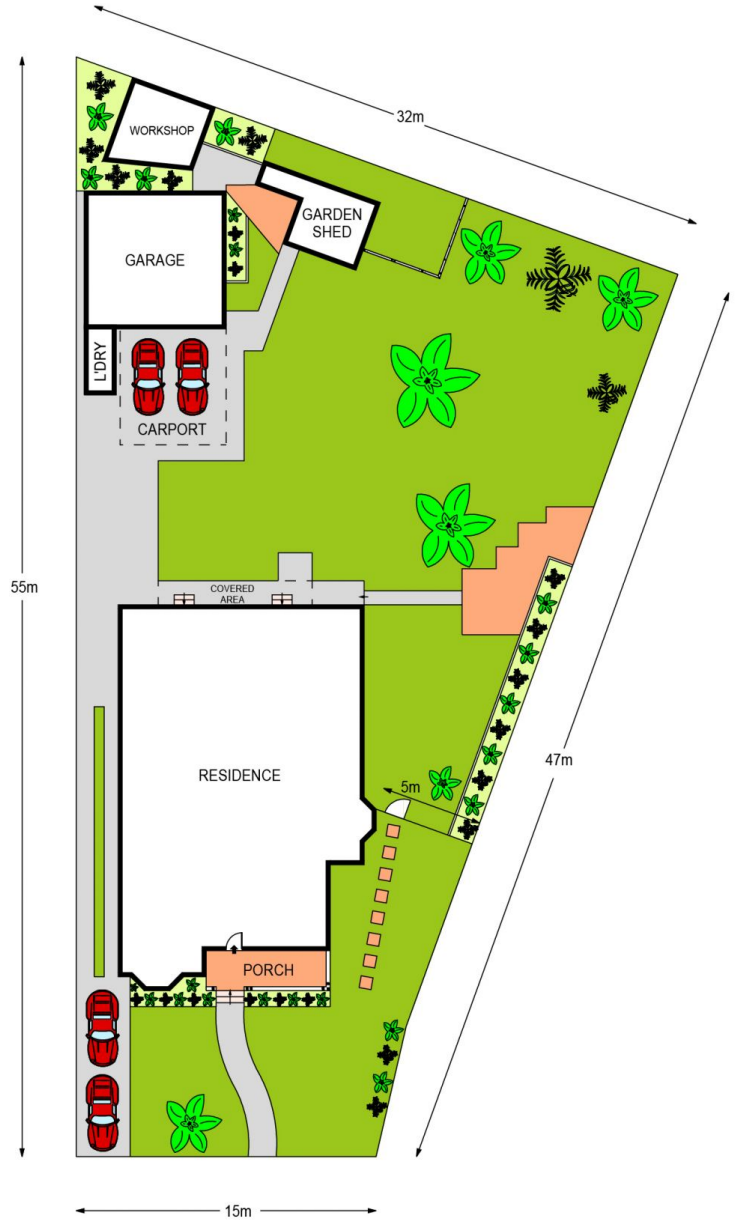 32m
WORKSHOP
GARDEN
SHED
GARAGE
L'DRY
CARPORT
55m
COVERED
AREA
RESIDENCE
47m
5m
PORCH
15m